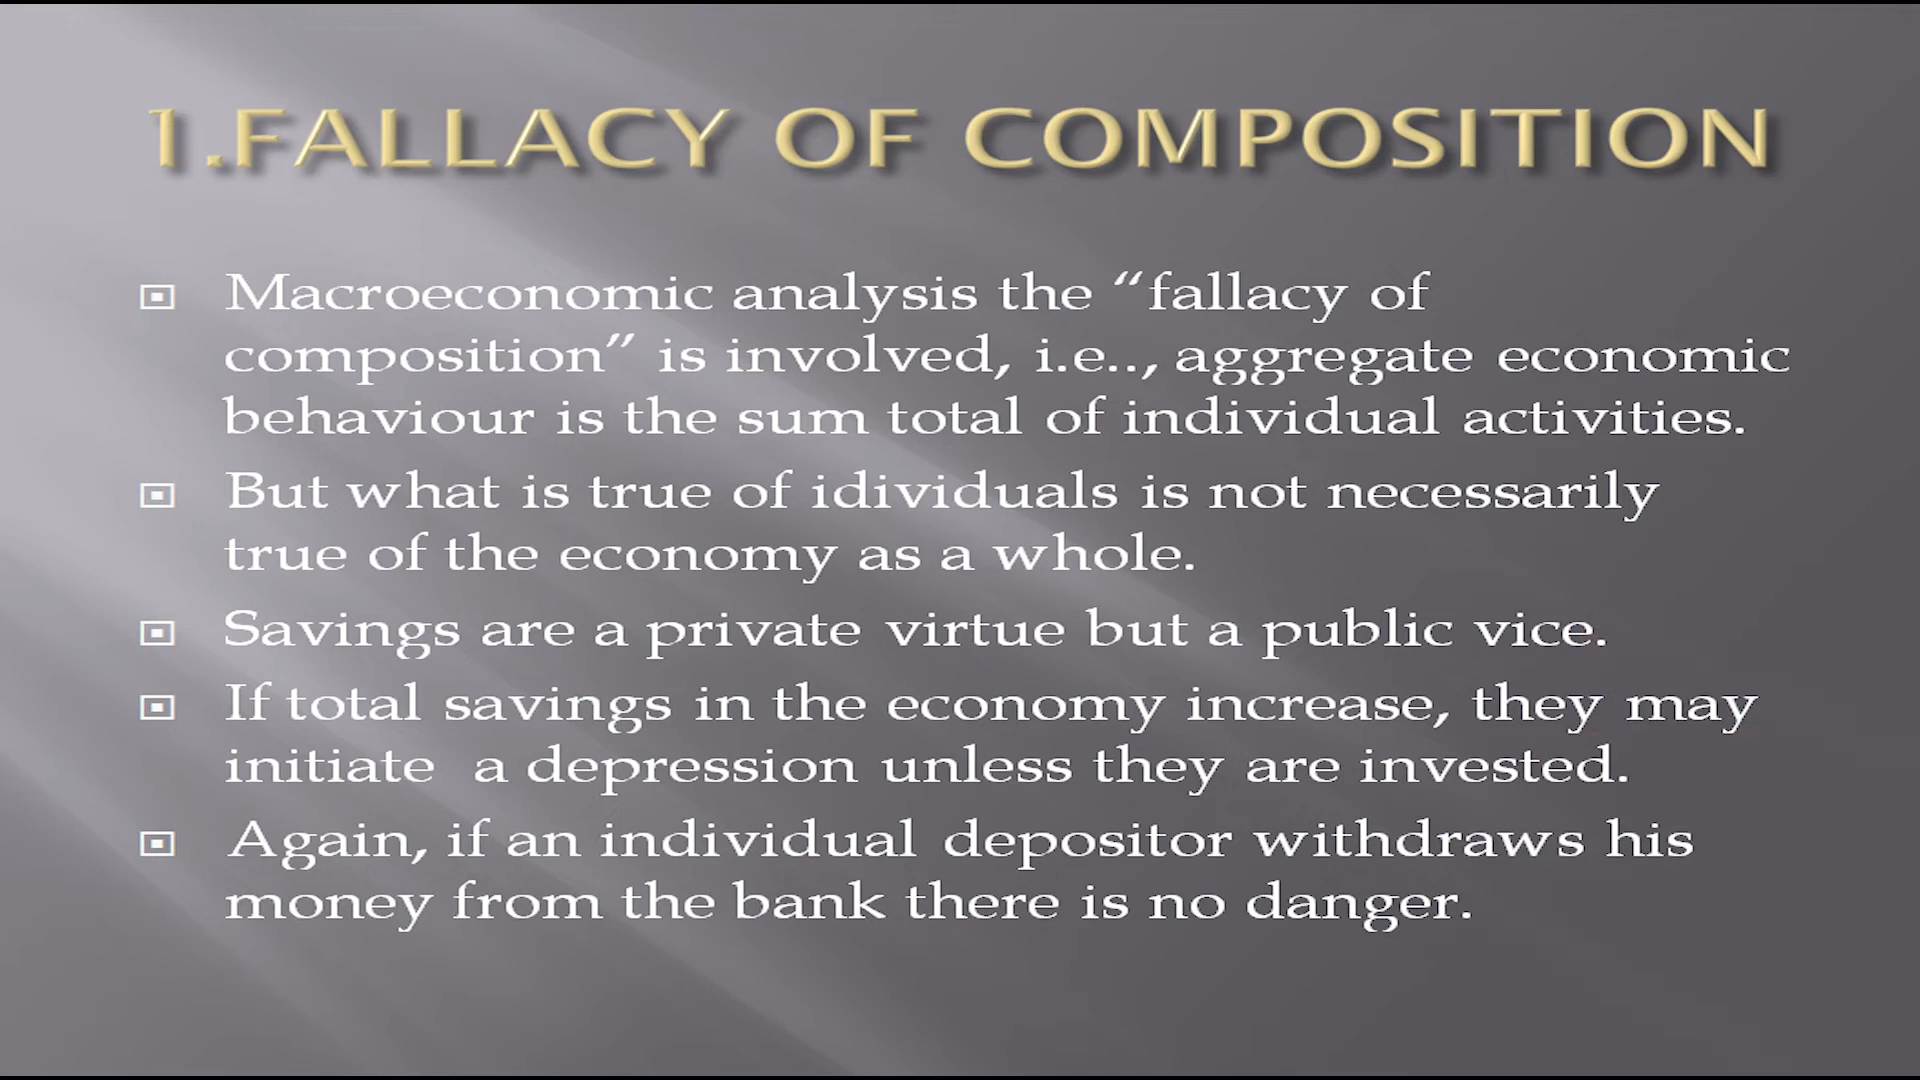 1.FALLACY OF COMPOSITION
Macroeconomic analysis the “fallacy of
composition” is involved, i.e.., aggregate economic
behaviour is the sum total of individual activities.
But what is true of idividuals is not necessarily
true of the economy as a whole.
Savings are a private virtue but a public vice.
If total savings in the economy increase, they may
initiate a depression unless they are invested.
Again, if an individual depositor withdraws his
money from the bank there is no danger.